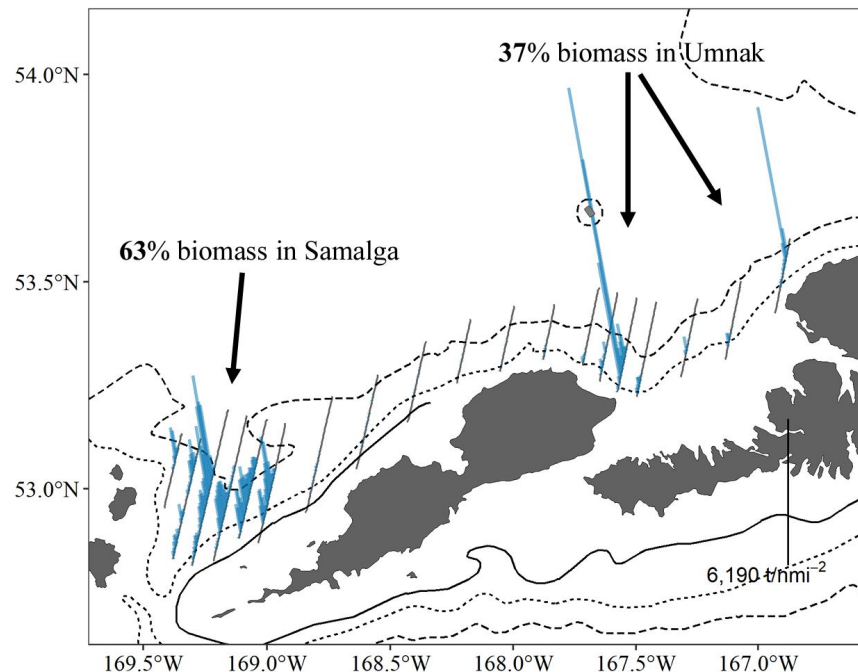 37% biomass in Umnak
54.0°N
63% biomass in Samalga
53.5°N
53.0°N
6,190 t/nmi⁻²
169.5°W 169.0°W 168.5°W 168.0°W 167.5°W 167.0°W